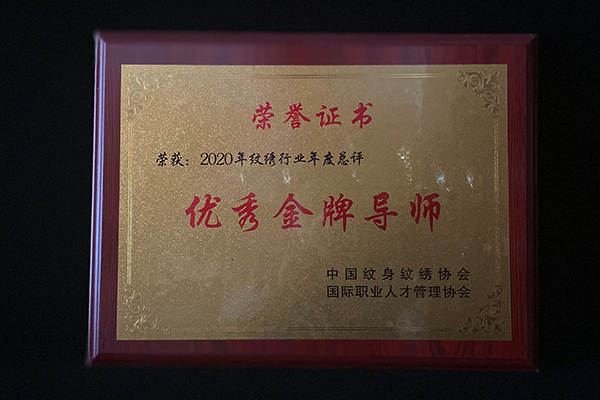 荣誉证书
荣获：2020年纹绣行业年度总评
优秀金牌导师
中国纹身纹绣协会
国际职业人才管理协会